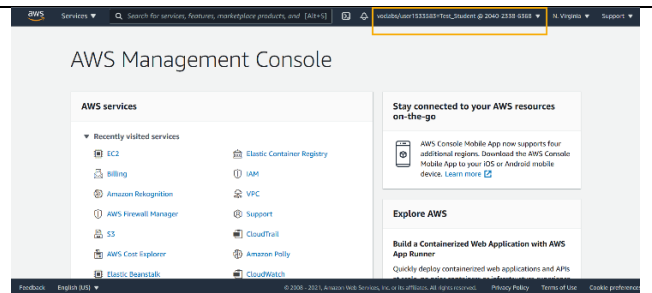 aws Services ▼ Search for services, features, marketplace products, and [Alt+S] voclabs/user1533383=Test_Student @ 2040-2338-6368 ▼ N. Virginia ▼ Support ▼
AWS Management Console
AWS services
▼ Recently visited services
EC2
Billing
Amazon Rekognition
AWS Firewall Manager
S3
AWS Cost Explorer
Elastic Beanstalk
Elastic Container Registry
IAM
VPC
Support
CloudTrail
Amazon Polly
CloudWatch
Stay connected to your AWS resources
on-the-go
AWS Console Mobile App now supports four
additional regions. Download the AWS Console
Mobile App to your iOS or Android mobile
device. Learn more
Explore AWS
Build a Containerized Web Application with AWS
App Runner
Quickly deploy containerized web applications and APIs
Feedback English (US) ▼ © 2008 - 2021, Amazon Web Services, Inc. or its affiliates. All rights reserved. Privacy Policy Terms of Use Cookie preferences